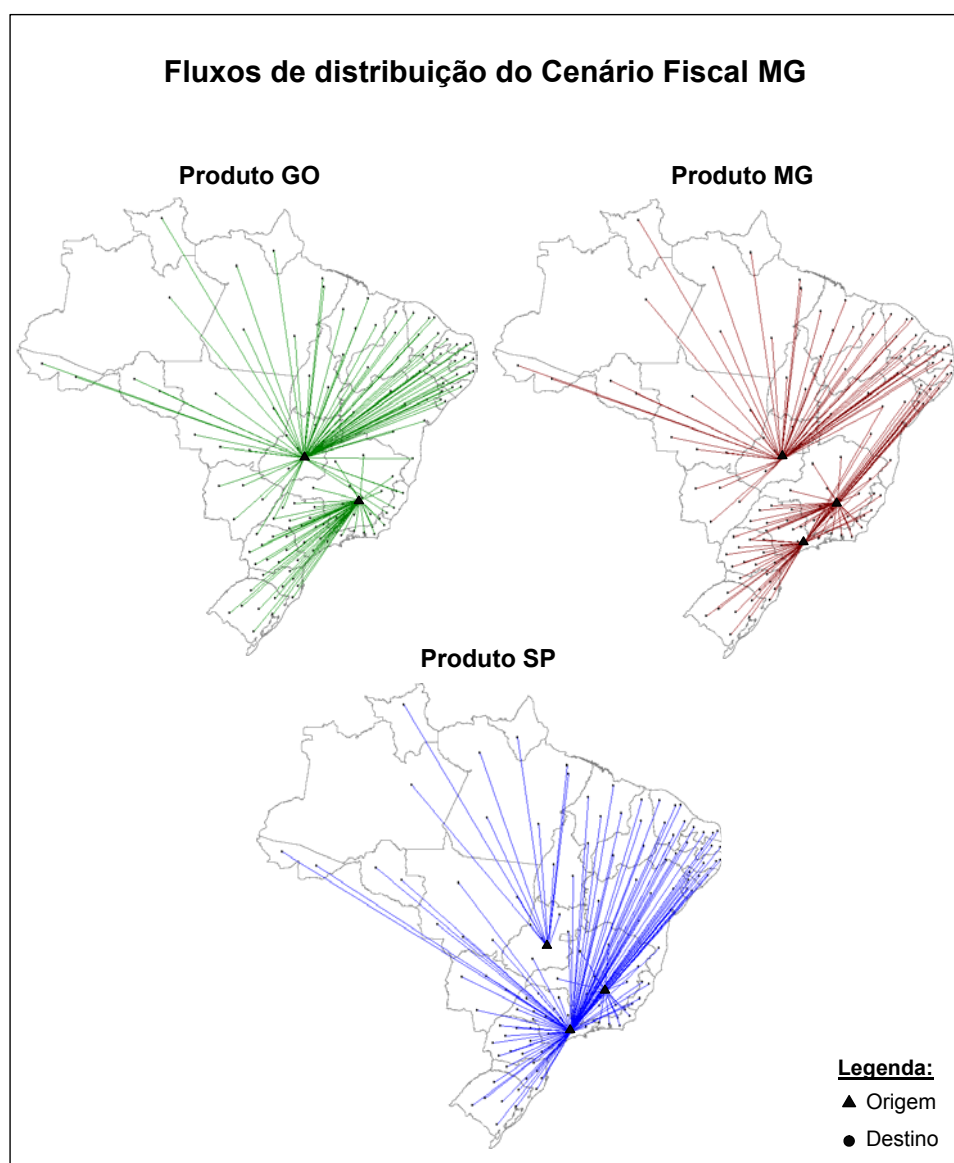 Fluxos de distribuição do Cenário Fiscal MG
Produto GO
Produto MG
Produto SP
Legenda:
Origem
Destino